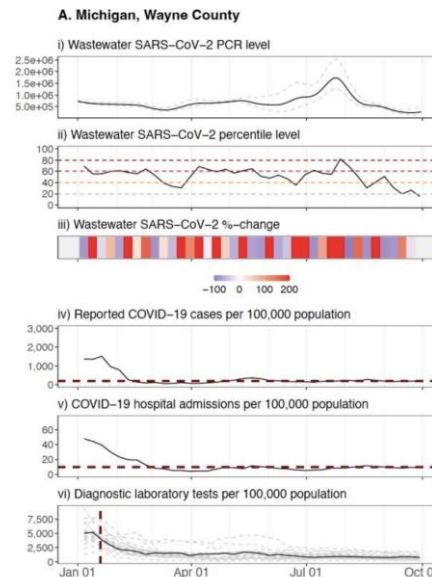 A. Michigan, Wayne County
i) Wastewater SARS−CoV−2 PCR level
2.5e+06
2.0e+06
1.5e+06
1.0e+06
5.0e+05
ii) Wastewater SARS−CoV−2 percentile level
100
80
60
40
20
0
iii) Wastewater SARS−CoV−2 %−change
−100 0 100 200
iv) Reported COVID−19 cases per 100,000 population
3,000
2,000
1,000
0
v) COVID−19 hospital admissions per 100,000 population
60
40
20
0
vi) Diagnostic laboratory tests per 100,000 population
7,500
5,000
2,500
0
Jan 01 Apr 01 Jul 01 Oct 0